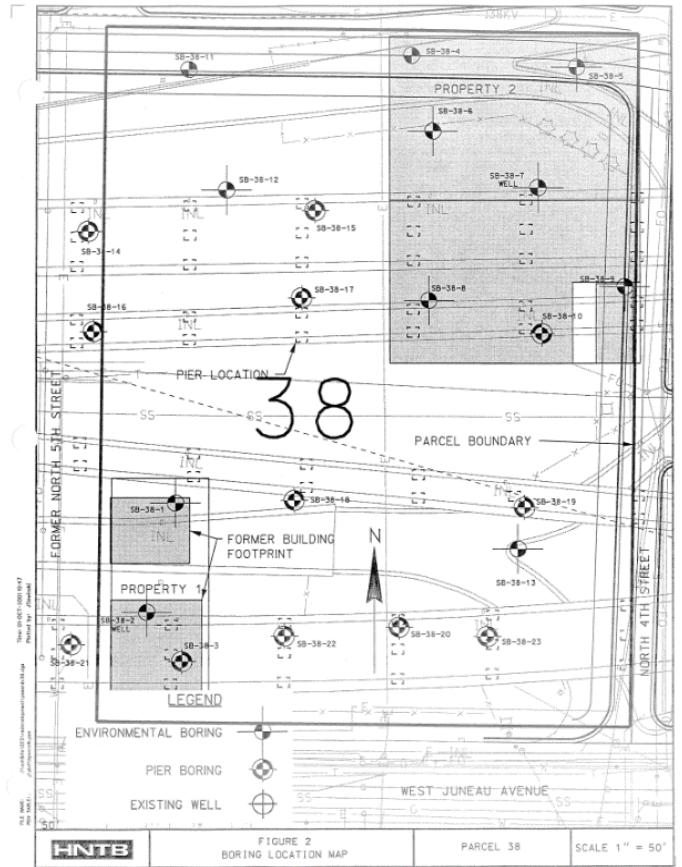 138KV
SB-38-11
SB-38-4
SB-38-5
PROPERTY 2
SB-38-6
SB-38-12
SB-38-7
WELL
INL
INL
INL
SB-38-15
SB-38-14
SB-38-17
SB-38-8
SB-38-9
SB-38-16
INL
SB-38-10
PIER LOCATION
38
SS
SS
SS
PARCEL BOUNDARY
FORMER NORTH 5TH STREET
INL
SB-38-1
SB-38-18
SB-38-19
INL
FORMER BUILDING
FOOTPRINT
N
SB-38-13
PROPERTY 1
SB-38-2
WELL
NORTH 4TH STREET
SB-38-21
SB-38-3
SB-38-22
SB-38-20
SB-38-23
LEGEND
ENVIRONMENTAL BORING
PIER BORING
EXISTING WELL
WEST JUNEAU AVENUE
INL
SS
SS
50'
HNTB
FIGURE 2
BORING LOCATION MAP
PARCEL 38
SCALE 1" = 50'